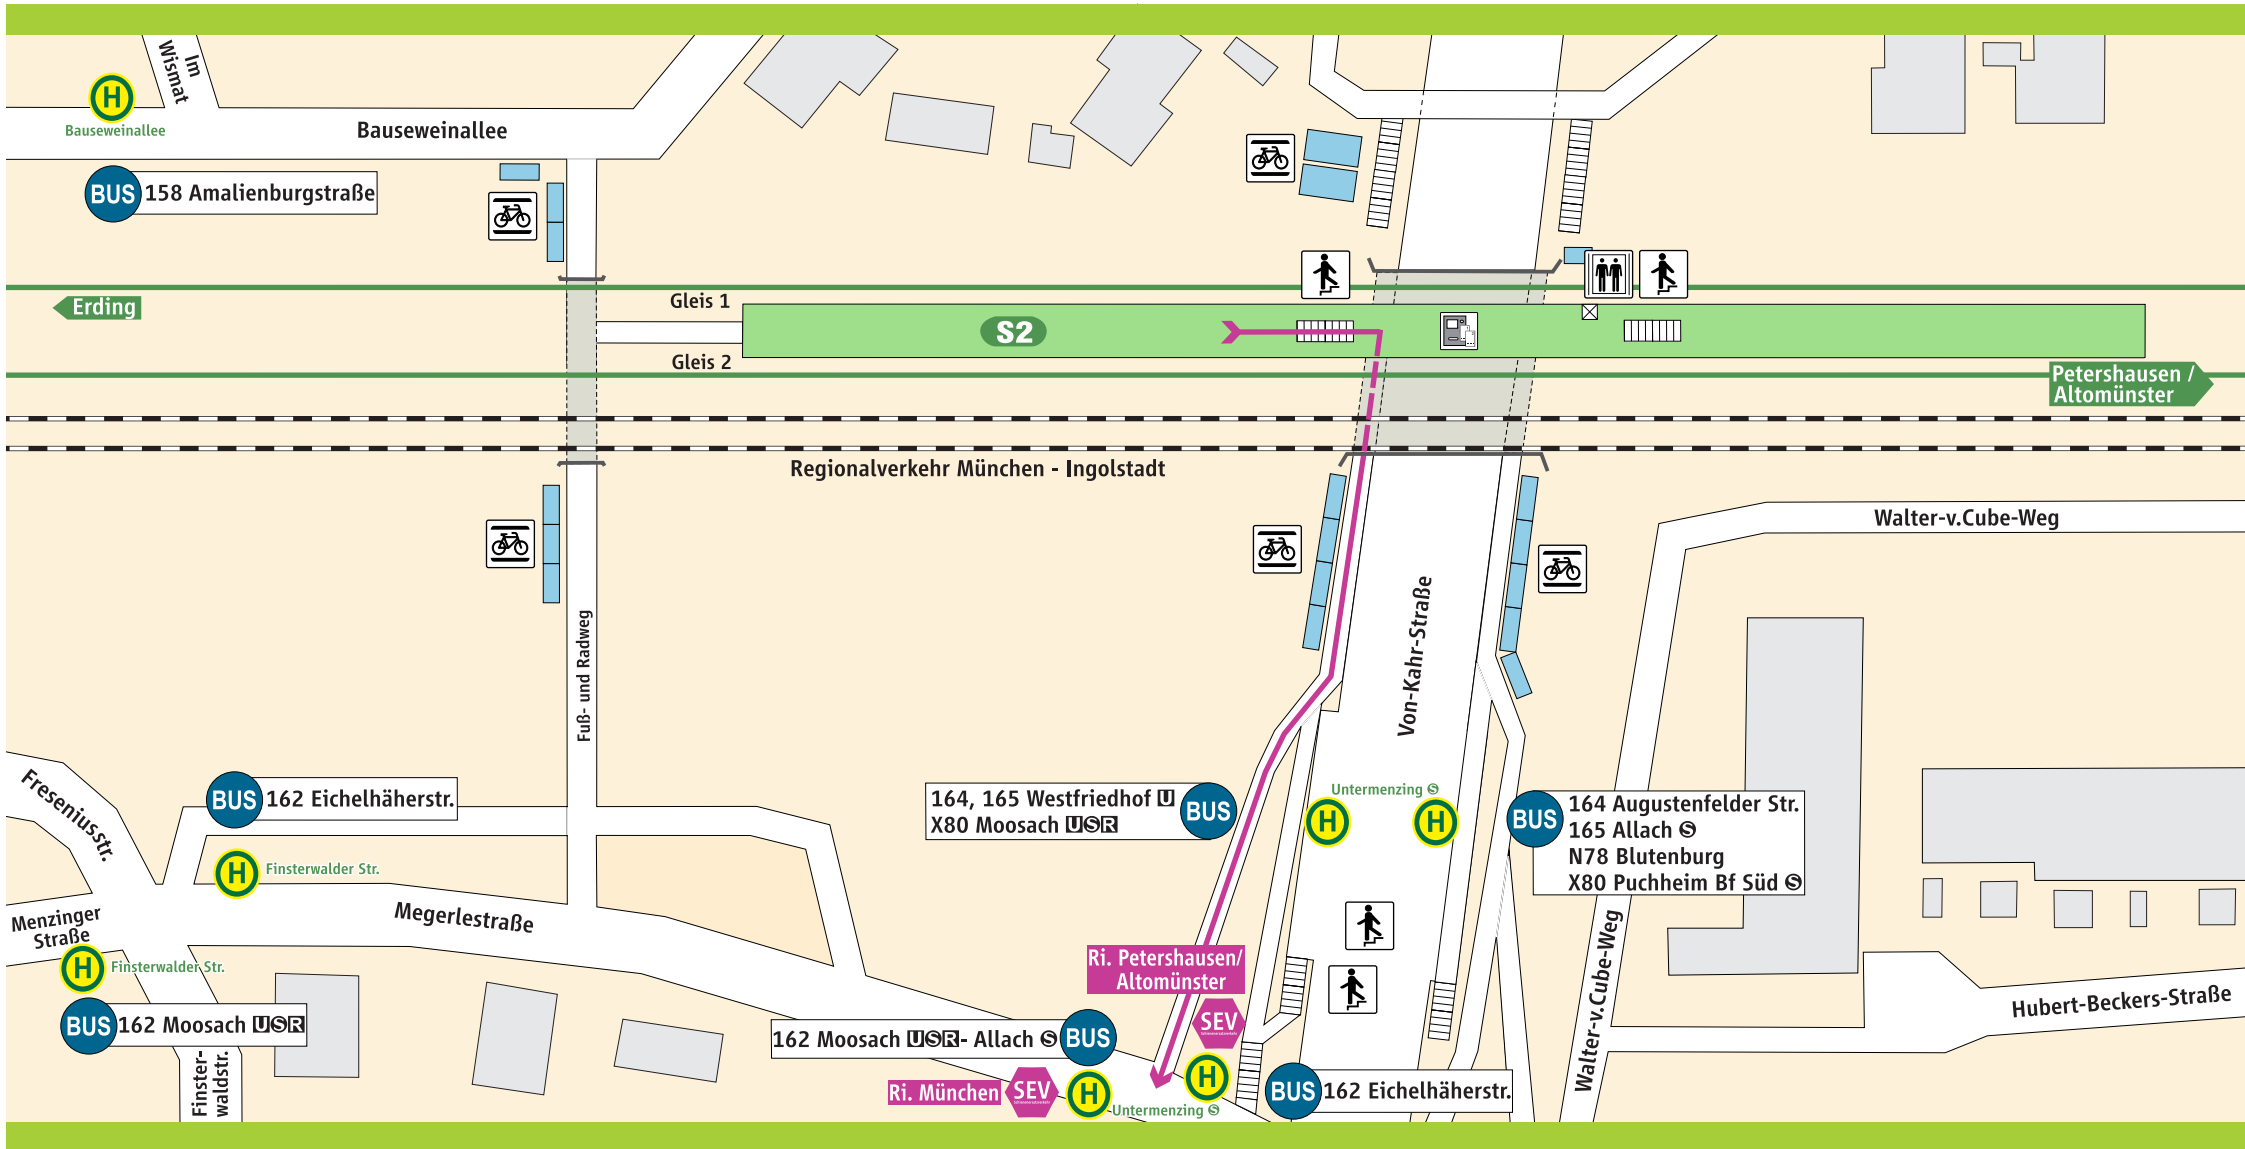 Im
Wismat
H
Bauseweinallee
Bauseweinallee
BUS 158 Amalienburgstraße
Erding
Gleis 1
S2
Gleis 2
Petershausen /
Altomünster
Regionalverkehr München - Ingolstadt
Walter-v.Cube-Weg
Fuß- und Radweg
Von-Kahr-Straße
Freseniusstr.
BUS 162 Eichelhäherstr.
H Finsterwalder Str.
Menzinger
Straße
Megerlestraße
H Finsterwalder Str.
BUS 162 Moosach U S R
Finster-
waldstr.
164, 165 Westfriedhof U
X80 Moosach U S R
BUS
Untermenzing S
H H
BUS
164 Augustenfelder Str.
165 Allach S
N78 Blutenburg
X80 Puchheim Bf Süd S
Walter-v.Cube-Weg
Hubert-Beckers-Straße
Ri. Petershausen/
Altomünster
SEV
162 Moosach U S R - Allach S BUS
Ri. München SEV
H H
Untermenzing S
BUS 162 Eichelhäherstr.